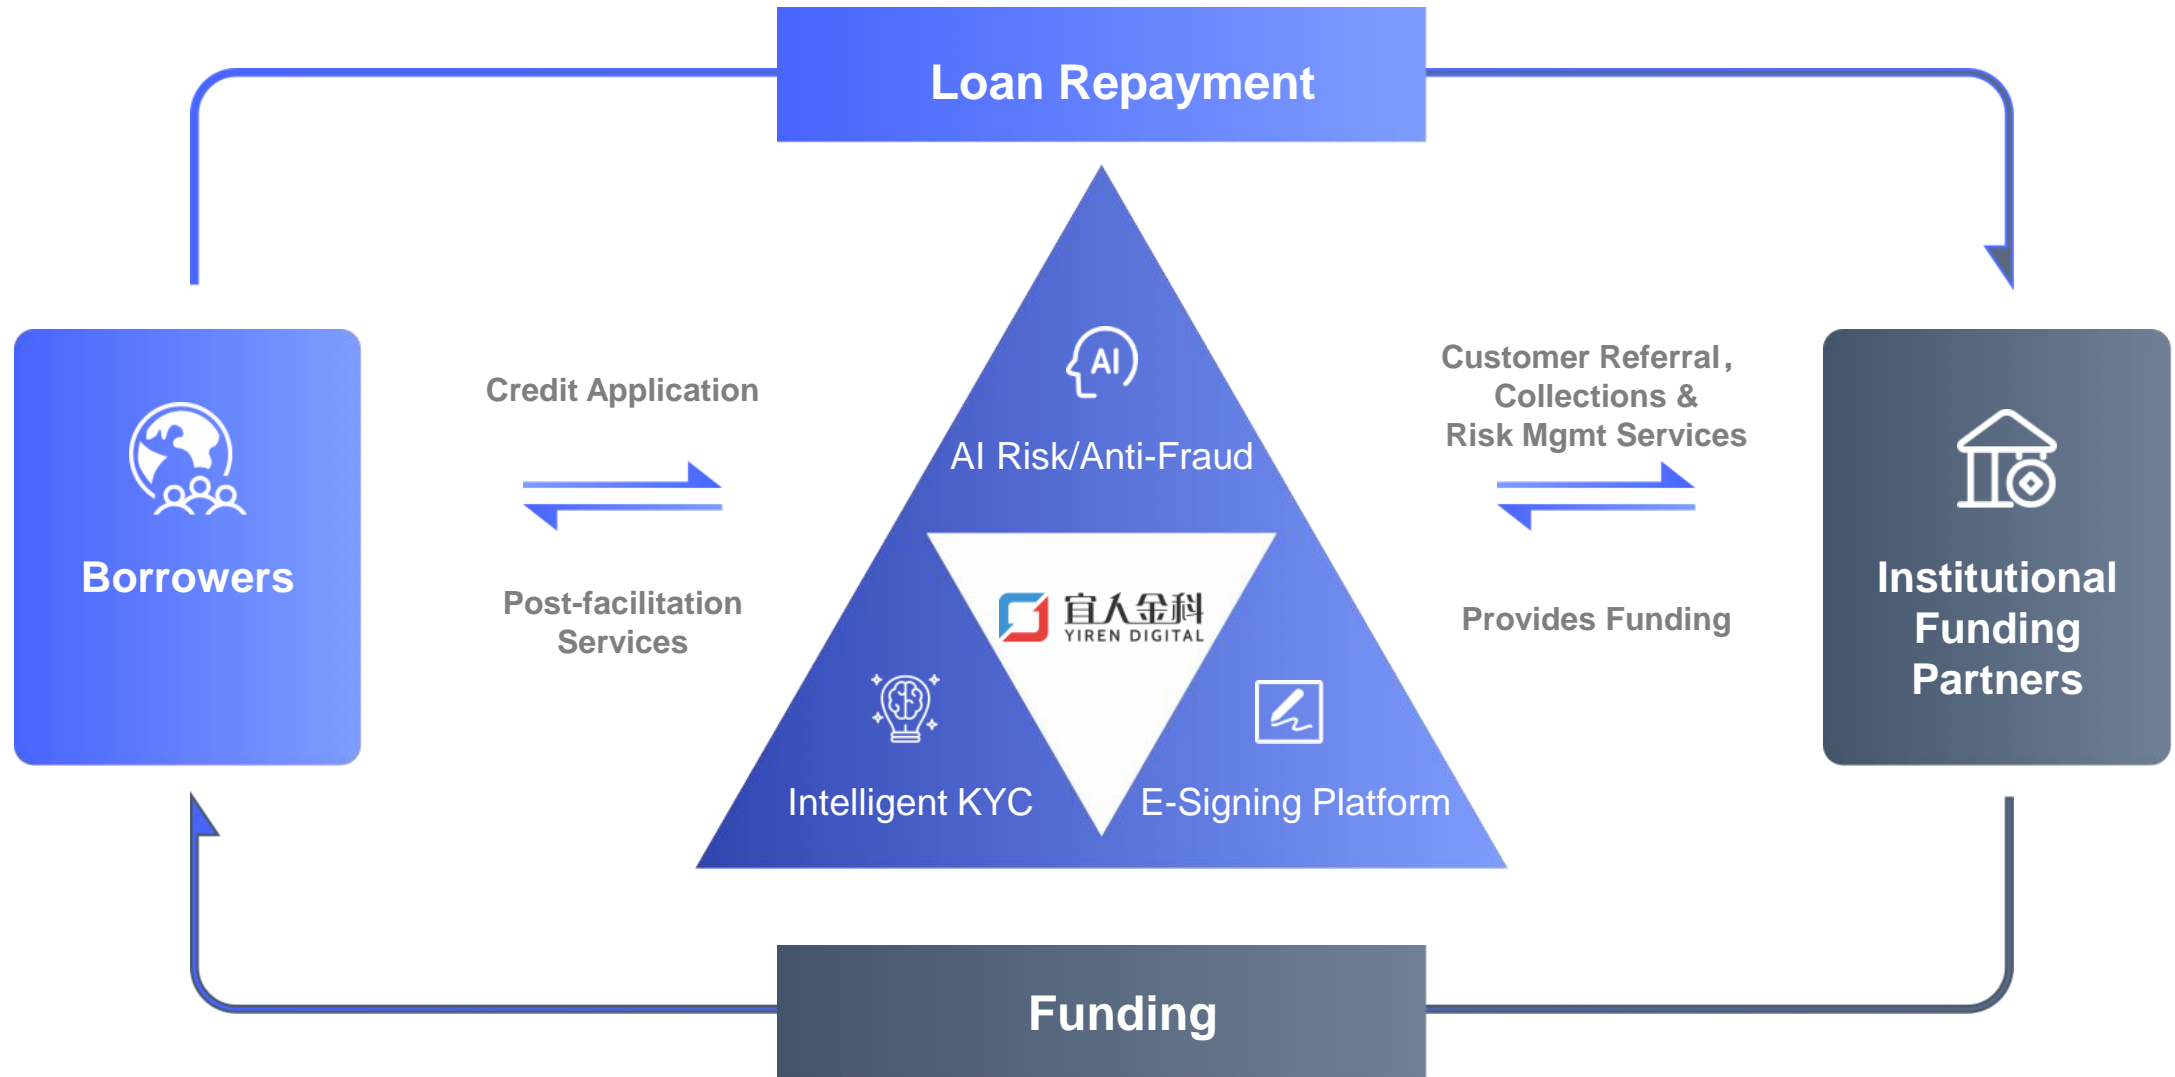 Loan Repayment
Credit Application
Post-facilitation
Services
Borrowers
AI
AI Risk/Anti-Fraud
宜人金科
YIREN DIGITAL
Intelligent KYC
E-Signing Platform
Customer Referral，
Collections &
Risk Mgmt Services
Provides Funding
Institutional
Funding
Partners
Funding